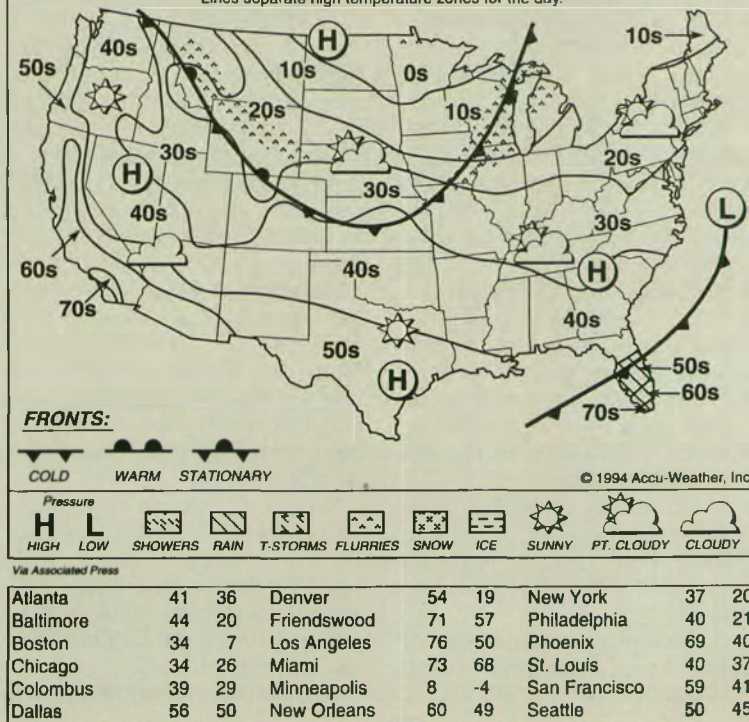 Lines separate high temperature zones for the day.
H
10s
40s
50s
10s
0s
10s
20s
20s
30s
H
30s
40s
30s
L
60s
H
40s
70s
40s
50s
50s
H
60s
70s
FRONTS:
COLD WARM STATIONARY
© 1994 Accu-Weather, Inc
Pressure
H L
HIGH LOW SHOWERS RAIN T-STORMS FLURRIES SNOW ICE SUNNY PT. CLOUDY CLOUDY
Via Associated Press
Atlanta 41 36 Denver 54 19 New York 37 20
Baltimore 44 20 Friendswood 71 57 Philadelphia 40 21
Boston 34 7 Los Angeles 76 50 Phoenix 69 40
Chicago 34 26 Miami 73 68 St. Louis 40 37
Colombus 39 29 Minneapolis 8 -4 San Francisco 59 41
Dallas 56 50 New Orleans 60 49 Seattle 50 45